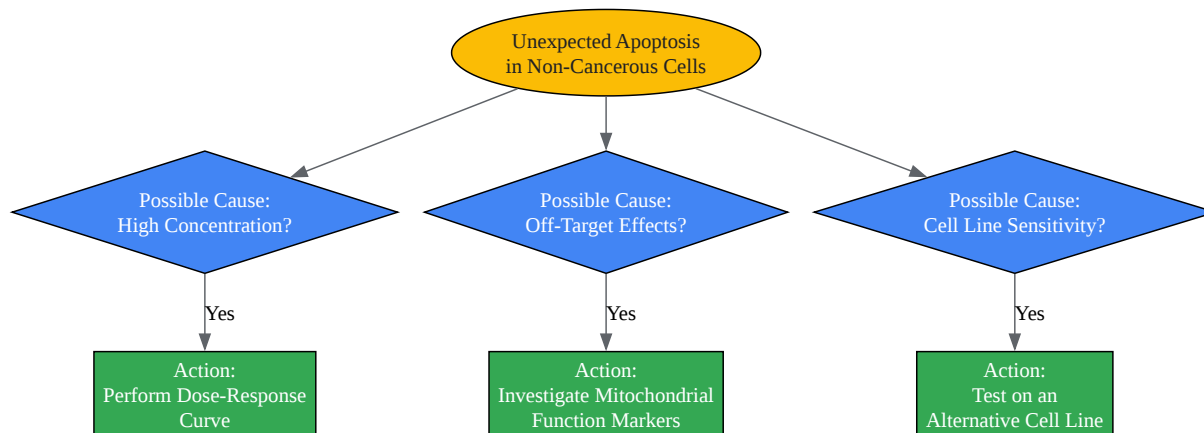 Unexpected Apoptosis
in Non-Cancerous Cells
Possible Cause:
High Concentration?
Possible Cause:
Off-Target Effects?
Possible Cause:
Cell Line Sensitivity?
Yes
Yes
Yes
Action:
Perform Dose-Response
Curve
Action:
Investigate Mitochondrial
Function Markers
Action:
Test on an
Alternative Cell Line